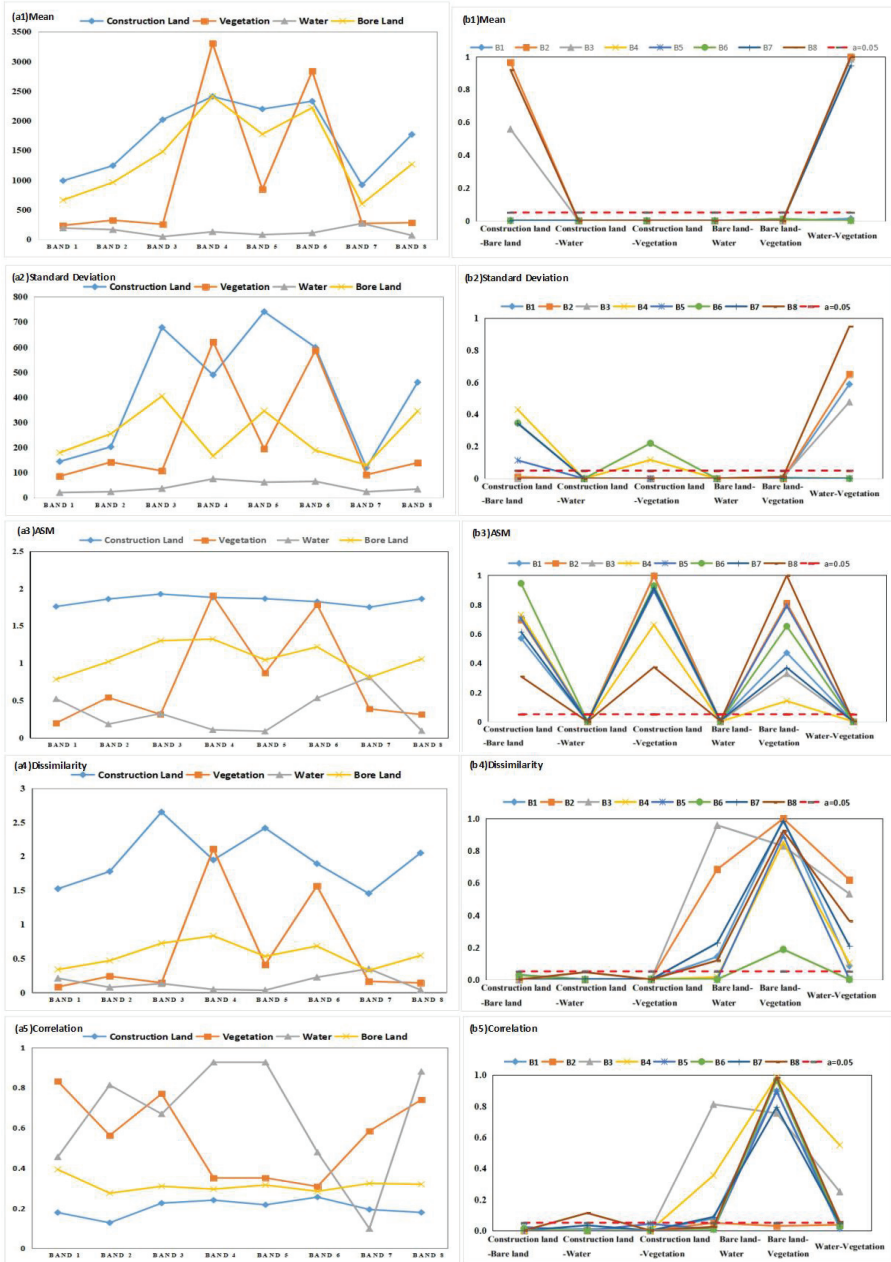 (a1)Mean
Construction Land Vegetation Water Bore Land
3500
3000
2500
2000
1500
1000
500
0
BAND 1 BAND 2 BAND 3 BAND 4 BAND 5 BAND 6 BAND 7 BAND 8
(b1)Mean
B1 B2 B3 B4 B5 B6 B7 B8 a=0.05
1
0.8
0.6
0.4
0.2
0
Construction land Construction land Construction land Bare land- Bare land- Water-Vegetation
-Bare land -Water -Vegetation Water Vegetation
(a2)Standard Deviation
Construction Land Vegetation Water Bore Land
800
700
600
500
400
300
200
100
0
BAND 1 BAND 2 BAND 3 BAND 4 BAND 5 BAND 6 BAND 7 BAND 8
(b2)Standard Deviation
B1 B2 B3 B4 B5 B6 B7 B8 a=0.05
1
0.8
0.6
0.4
0.2
0
Construction land Construction land Construction land Bare land- Bare land- Water-Vegetation
-Bare land -Water -Vegetation Water Vegetation
(a3)ASM
Construction Land Vegetation Water Bore Land
2.5
2
1.5
1
0.5
0
BAND 1 BAND 2 BAND 3 BAND 4 BAND 5 BAND 6 BAND 7 BAND 8
(b3)ASM
B1 B2 B3 B4 B5 B6 B7 B8 a=0.05
1
0.8
0.6
0.4
0.2
0
Construction land Construction land Construction land Bare land- Bare land- Water-Vegetation
-Bare land -Water -Vegetation Water Vegetation
(a4)Dissimilarity
Construction Land Vegetation Water Bore Land
3
2.5
2
1.5
1
0.5
0
BAND 1 BAND 2 BAND 3 BAND 4 BAND 5 BAND 6 BAND 7 BAND 8
(b4)Dissimilarity
B1 B2 B3 B4 B5 B6 B7 B8 a=0.05
1.0
0.8
0.6
0.4
0.2
0.0
Construction land Construction land Construction land Bare land- Bare land- Water-Vegetation
-Bare land -Water -Vegetation Water Vegetation
(a5)Correlation
Construction Land Vegetation Water Bore Land
1
0.8
0.6
0.4
0.2
0
BAND 1 BAND 2 BAND 3 BAND 4 BAND 5 BAND 6 BAND 7 BAND 8
(b5)Correlation
B1 B2 B3 B4 B5 B6 B7 B8 a=0.05
1.0
0.8
0.6
0.4
0.2
0.0
Construction land Construction land Construction land Bare land- Bare land- Water-Vegetation
-Bare land -Water -Vegetation Water Vegetation